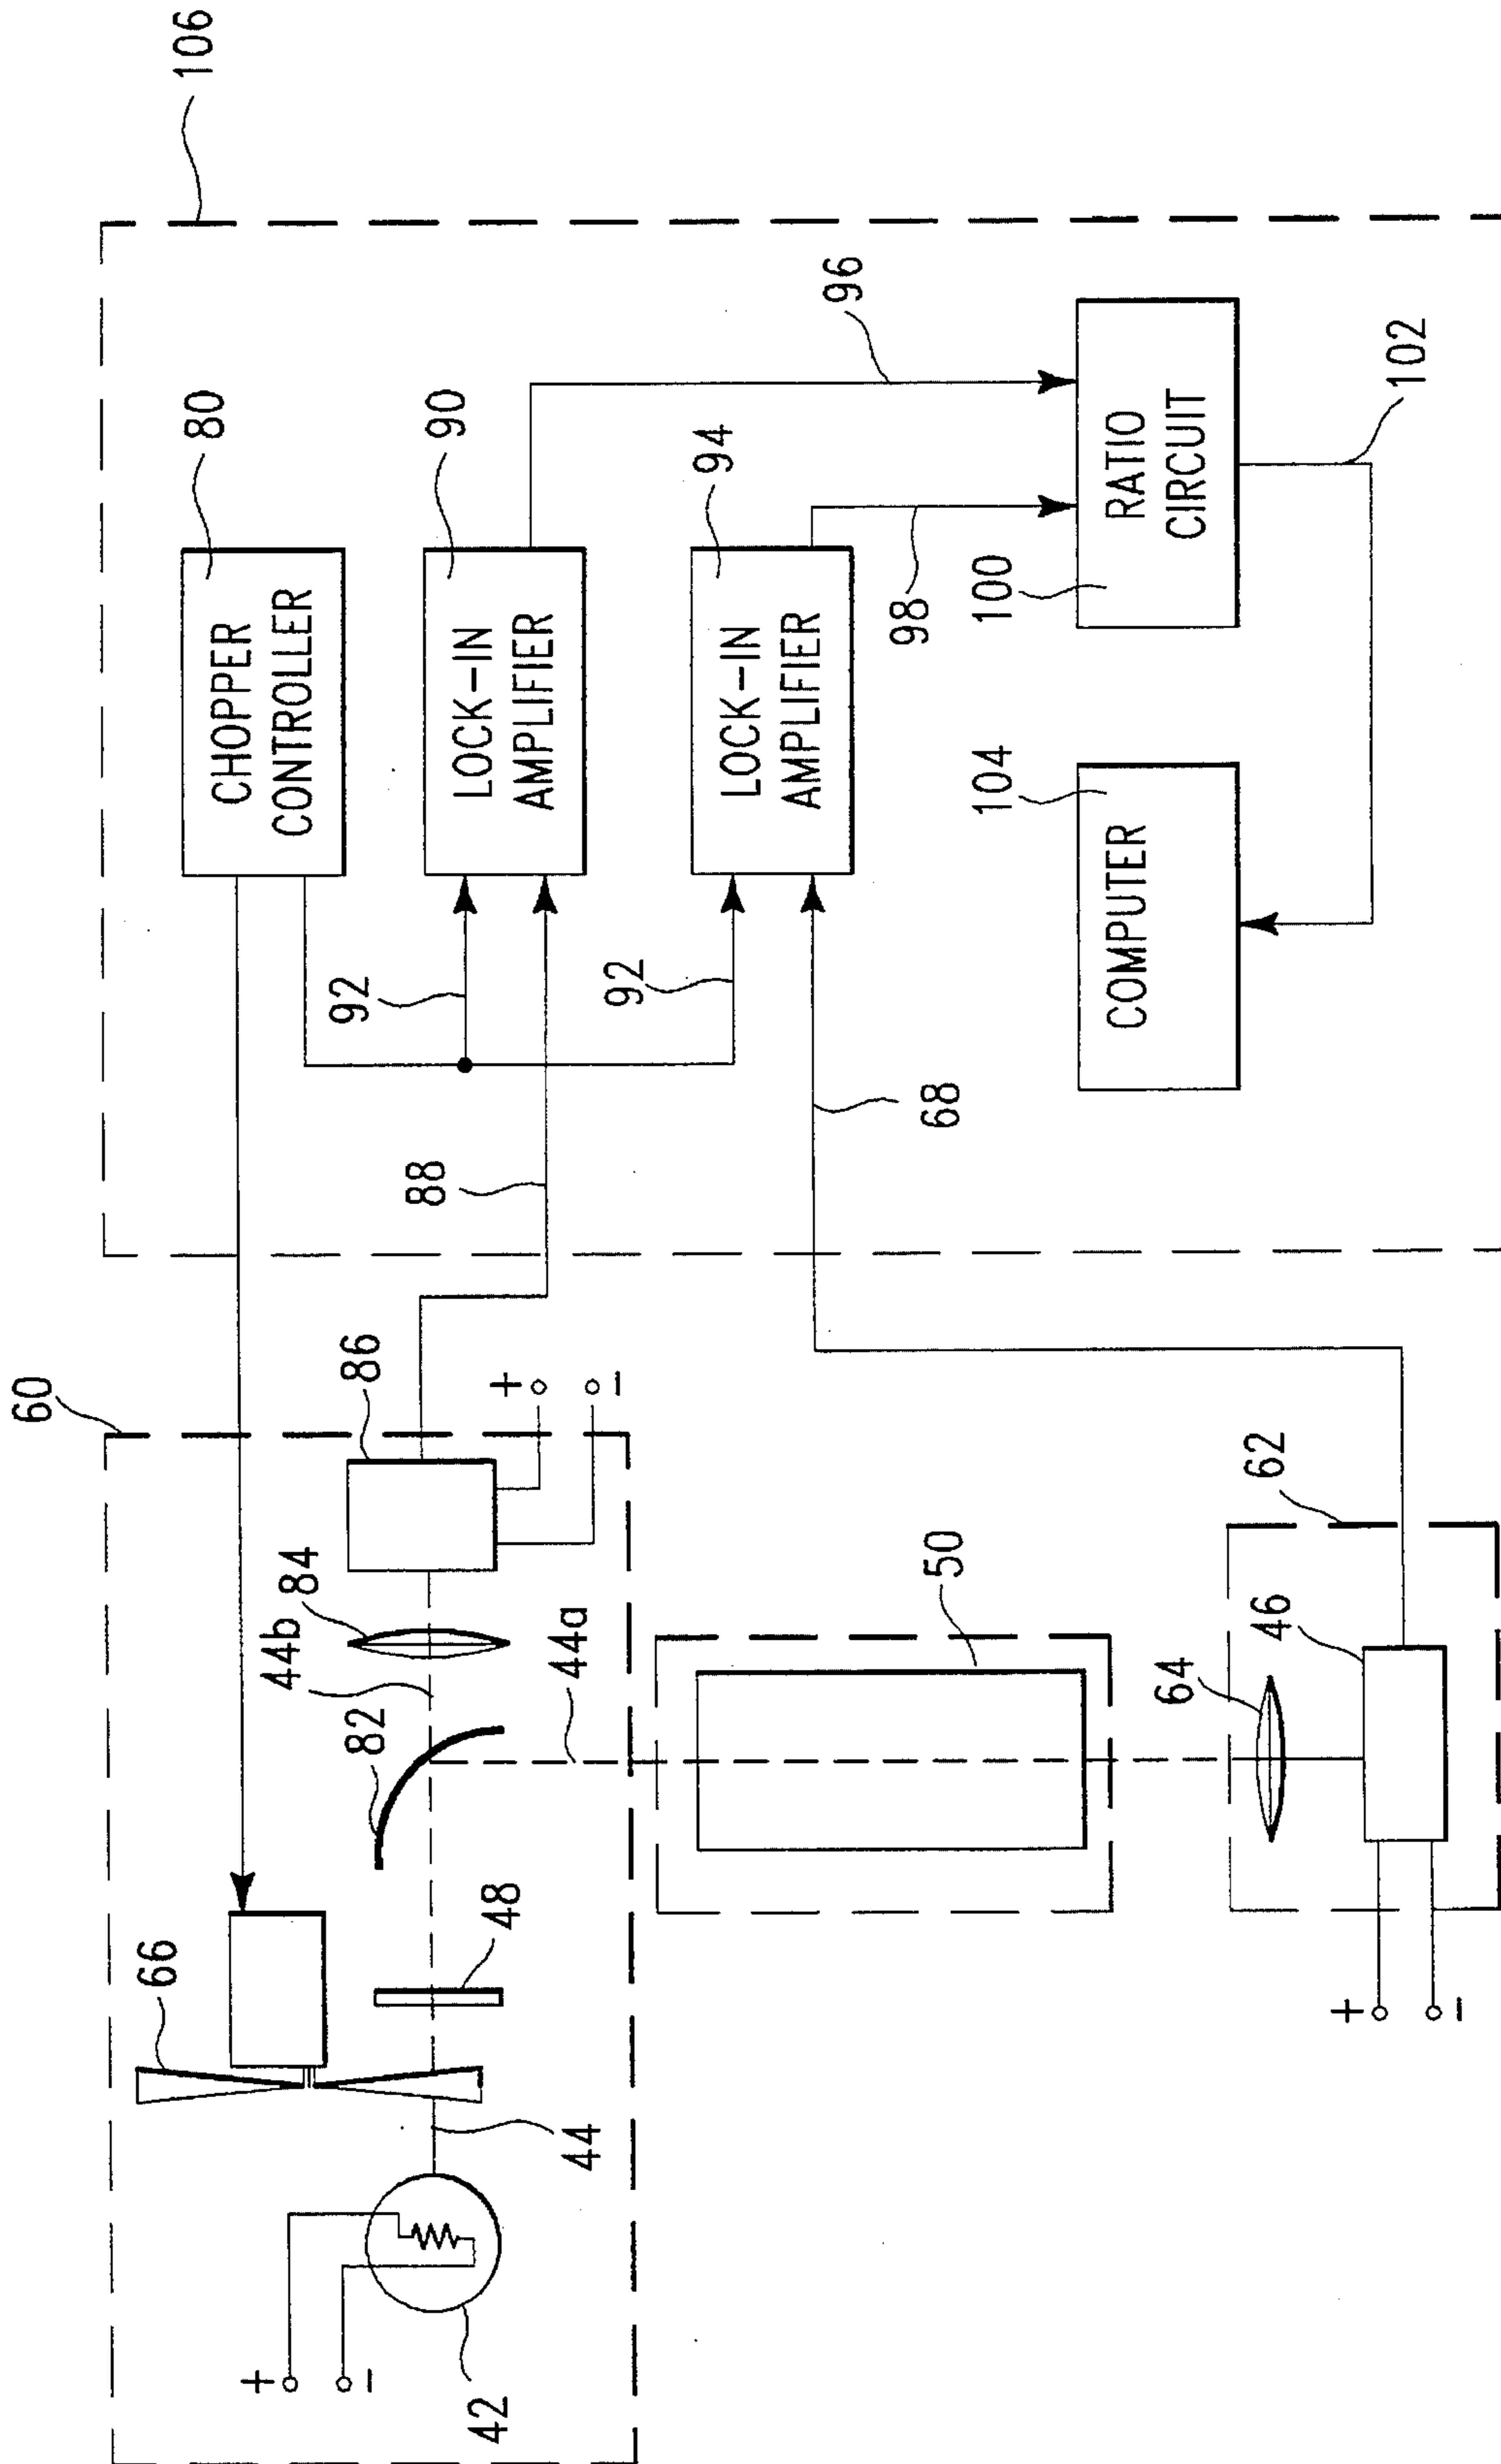 106
80
CHOPPER
CONTROLLER
90
LOCK-IN
AMPLIFIER
94
LOCK-IN
AMPLIFIER
92
92
88
68
96
98
100
RATIO
CIRCUIT
102
104
COMPUTER
60
66
86
+
−
84
44b
82
44a
48
44
+
−
42
50
62
64
46
+
−